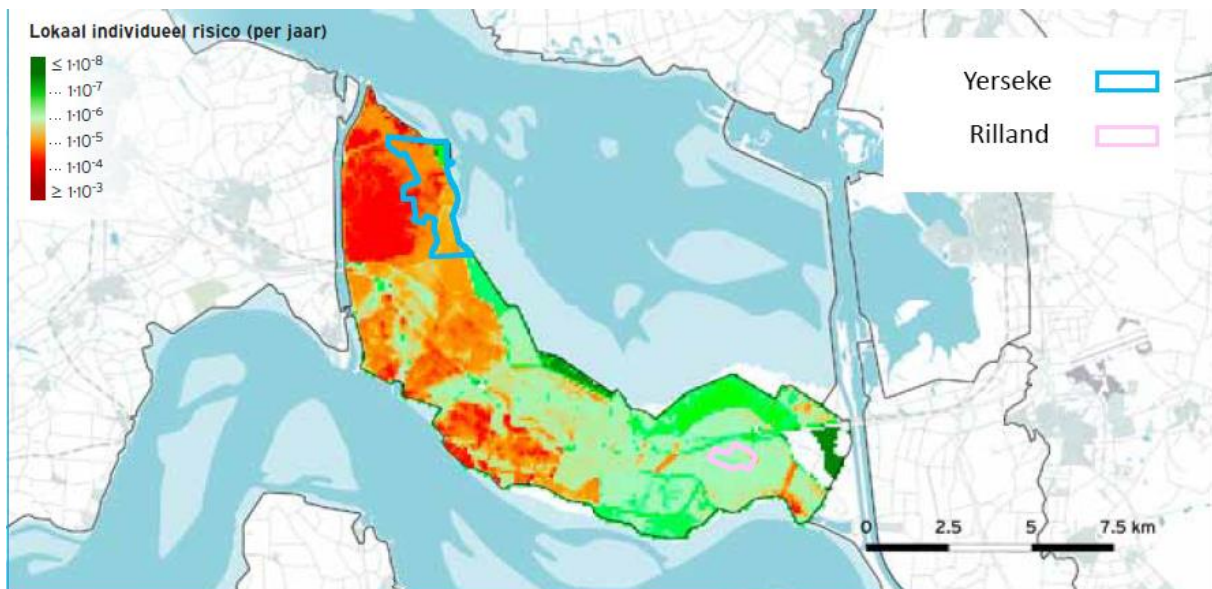 Lokaal individueel risico (per jaar)
≤ 1·10⁻⁸
... 1·10⁻⁷
... 1·10⁻⁶
... 1·10⁻⁵
... 1·10⁻⁴
≥ 1·10⁻³
Yerseke
Rilland
0 2.5 5 7.5 km